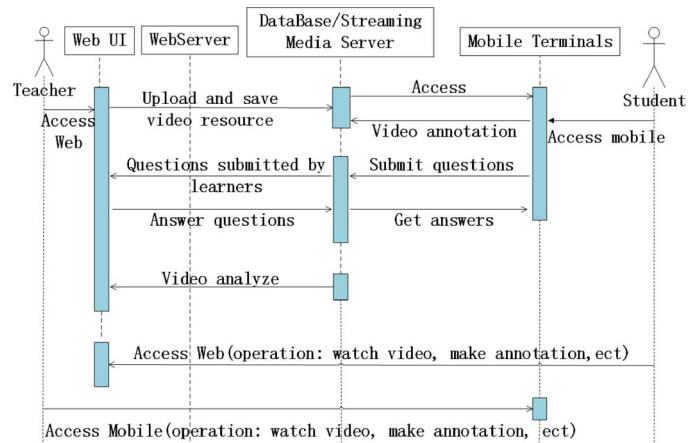 DataBase/Streaming
Media Server
Web UI
WebServer
Mobile Terminals
Teacher
Student
Access
Web
Upload and save
video resource
Access
Video annotation
Access mobile
Questions submitted by
learners
Submit questions
Answer questions
Get answers
Video analyze
Access Web(operation: watch video, make annotation,ect)
Access Mobile(operation: watch video, make annotation, ect)